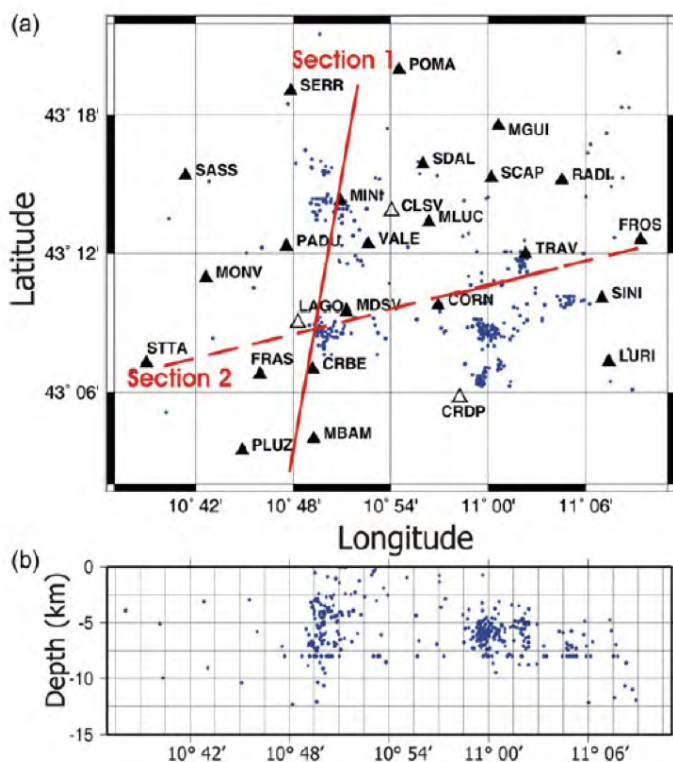 (a)
Section 1
POMA
SERR
43° 18'
MGUI
SDAL
SASS
SCAP
RADI
MINI
CLSV
MLUC
FROS
PADU
VALE
43° 12'
TRAV
MONV
LAGO
MDSV
CORN
SINI
STTA
FRAS
CRBE
LURI
Section 2
43° 06'
CRDP
MBAM
PLUZ
Latitude
10° 42' 10° 48' 10° 54' 11° 00' 11° 06'
Longitude
(b)
0
-5
-10
-15
Depth (km)
10° 42' 10° 48' 10° 54' 11° 00' 11° 06'